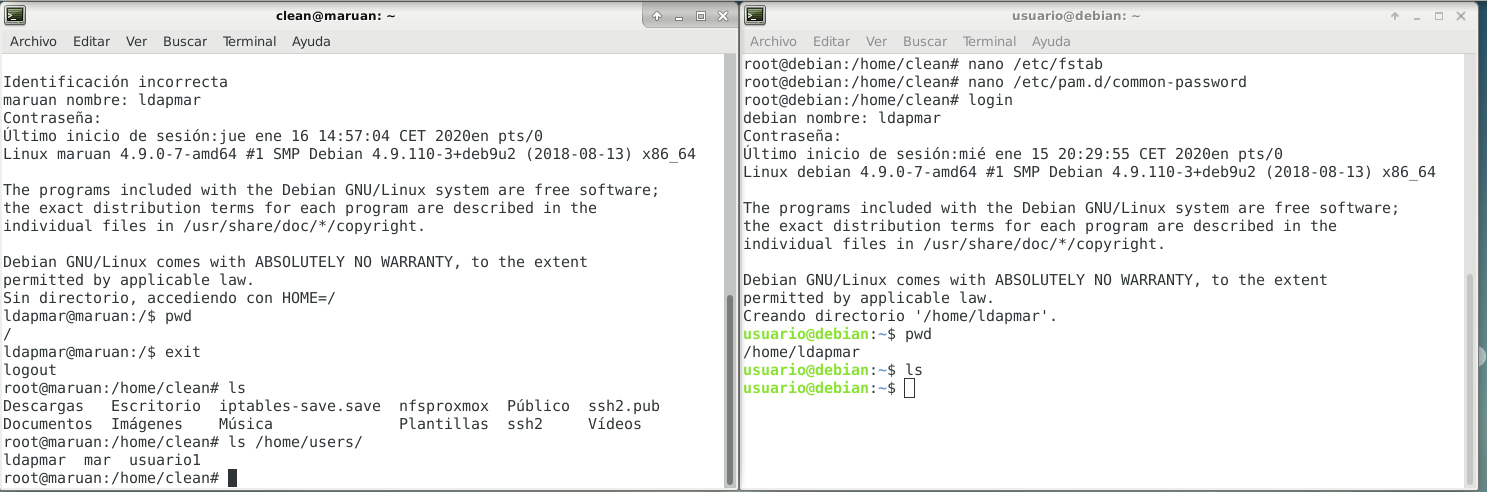 clean@maruan: ~
Archivo Editar Ver Buscar Terminal Ayuda
Identificación incorrecta
maruan nombre: ldapmar
Contraseña:
Último inicio de sesión:jue ene 16 14:57:04 CET 2020en pts/0
Linux maruan 4.9.0-7-amd64 #1 SMP Debian 4.9.110-3+deb9u2 (2018-08-13) x86_64
The programs included with the Debian GNU/Linux system are free software;
the exact distribution terms for each program are described in the
individual files in /usr/share/doc/*/copyright.
Debian GNU/Linux comes with ABSOLUTELY NO WARRANTY, to the extent
permitted by applicable law.
Sin directorio, accediendo con HOME=/
ldapmar@maruan:/$ pwd
/
ldapmar@maruan:/$ exit
logout
root@maruan:/home/clean# ls
Descargas Escritorio iptables-save.save nfsproxmox Público ssh2.pub
Documentos Imágenes Música Plantillas ssh2 Vídeos
root@maruan:/home/clean# ls /home/users/
ldapmar mar usuario1
root@maruan:/home/clean#
usuario@debian: ~
Archivo Editar Ver Buscar Terminal Ayuda
root@debian:/home/clean# nano /etc/fstab
root@debian:/home/clean# nano /etc/pam.d/common-password
root@debian:/home/clean# login
debian nombre: ldapmar
Contraseña:
Último inicio de sesión:mié ene 15 20:29:55 CET 2020en pts/0
Linux debian 4.9.0-7-amd64 #1 SMP Debian 4.9.110-3+deb9u2 (2018-08-13) x86_64
The programs included with the Debian GNU/Linux system are free software;
the exact distribution terms for each program are described in the
individual files in /usr/share/doc/*/copyright.
Debian GNU/Linux comes with ABSOLUTELY NO WARRANTY, to the extent
permitted by applicable law.
Creando directorio '/home/ldapmar'.
usuario@debian:~$ pwd
/home/ldapmar
usuario@debian:~$ ls
usuario@debian:~$